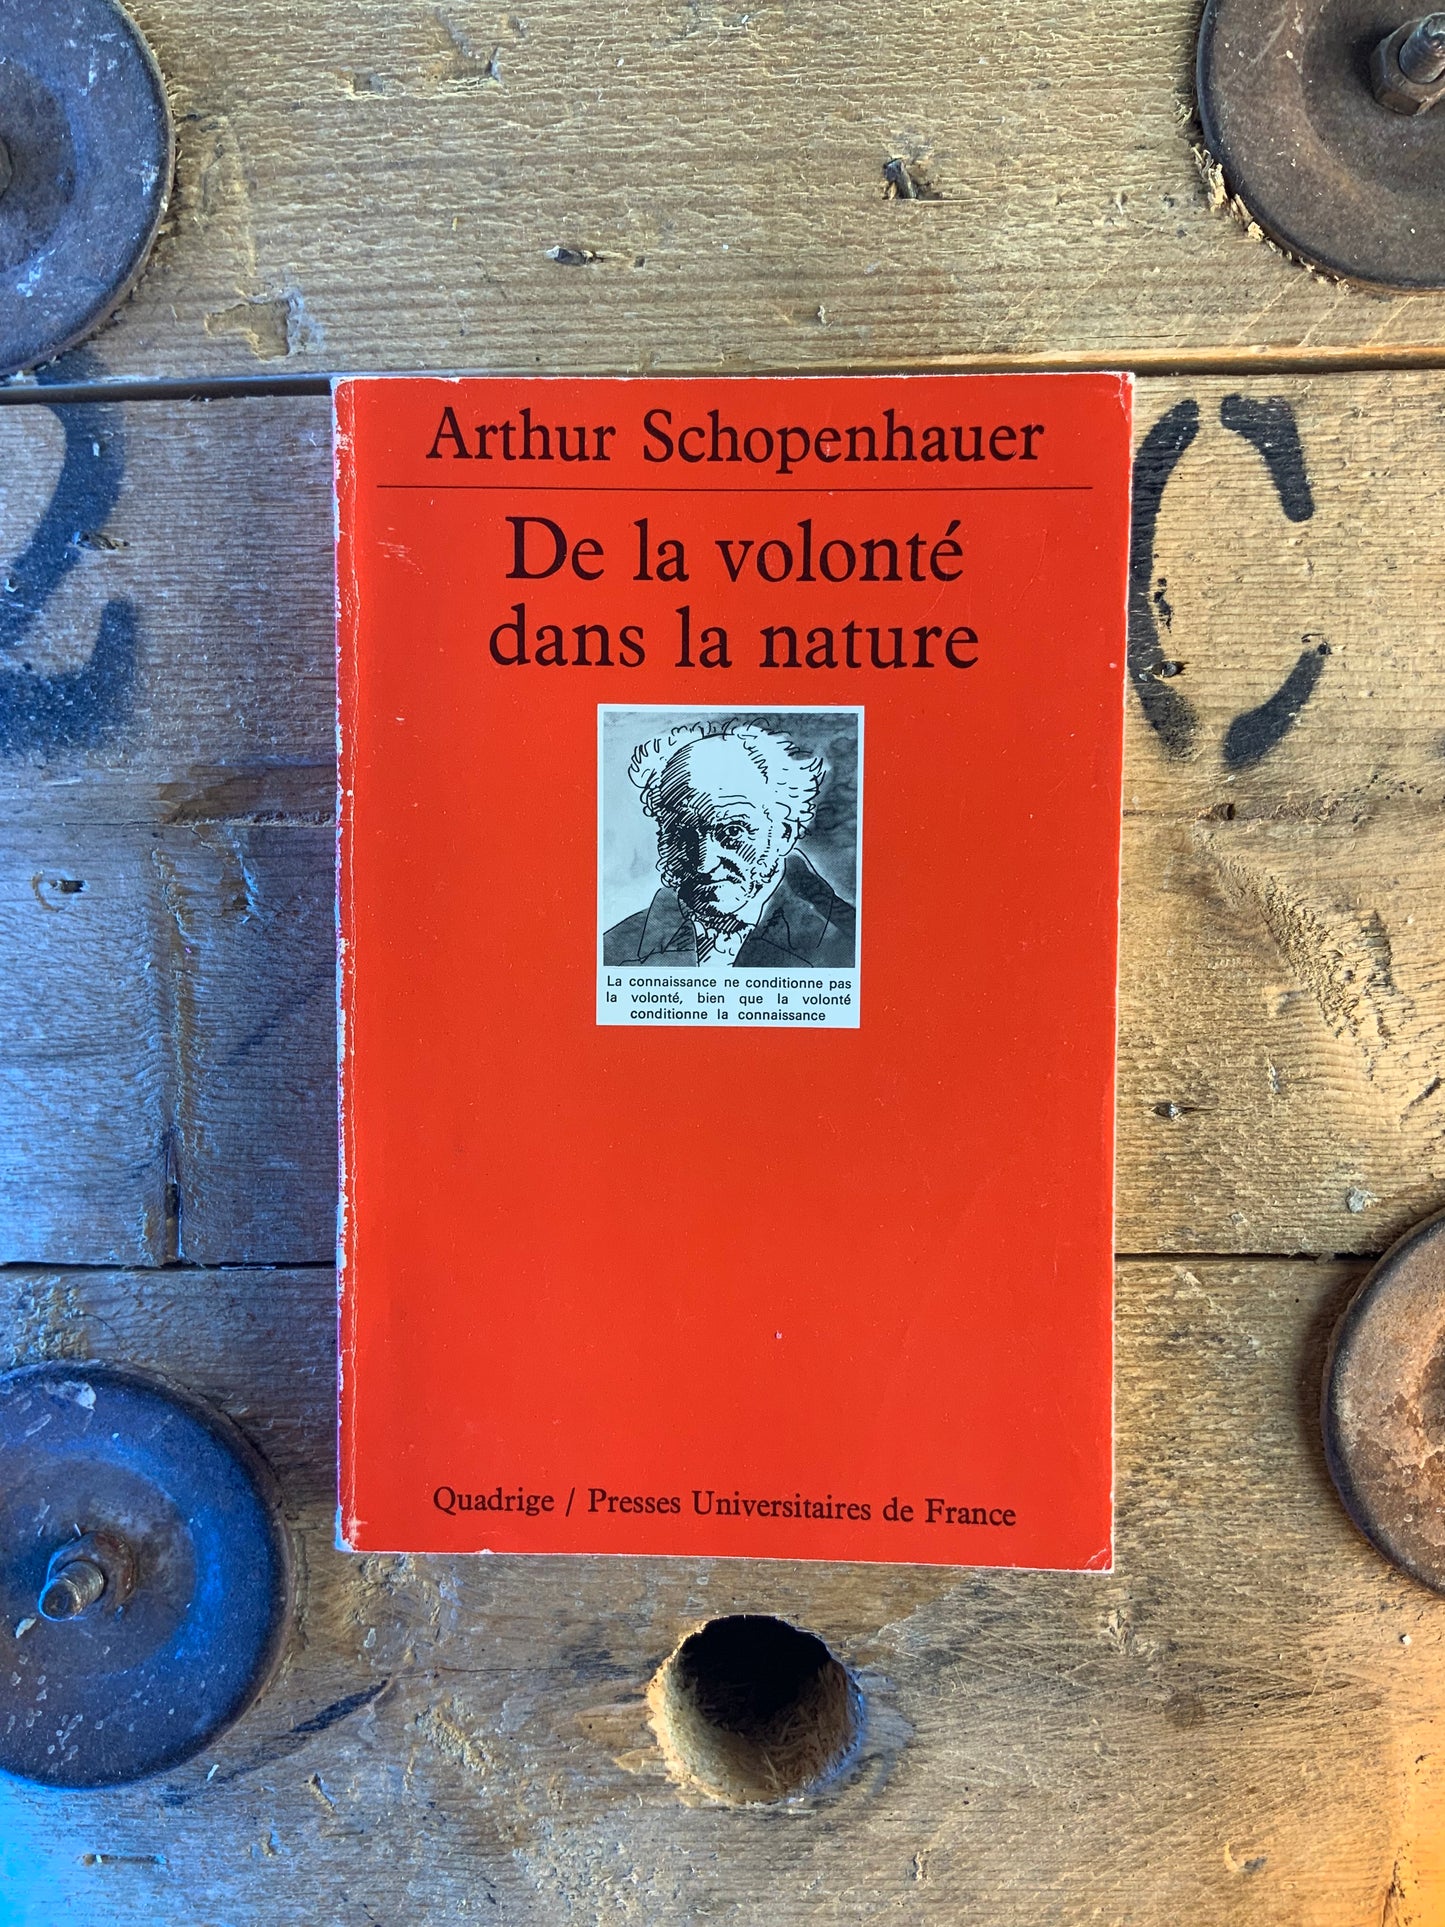 Arthur Schopenhauer
De la volonté
dans la nature
La connaissance ne conditionne pas
la volonté, bien que la volonté
conditionne la connaissance
Quadrige / Presses Universitaires de France
C